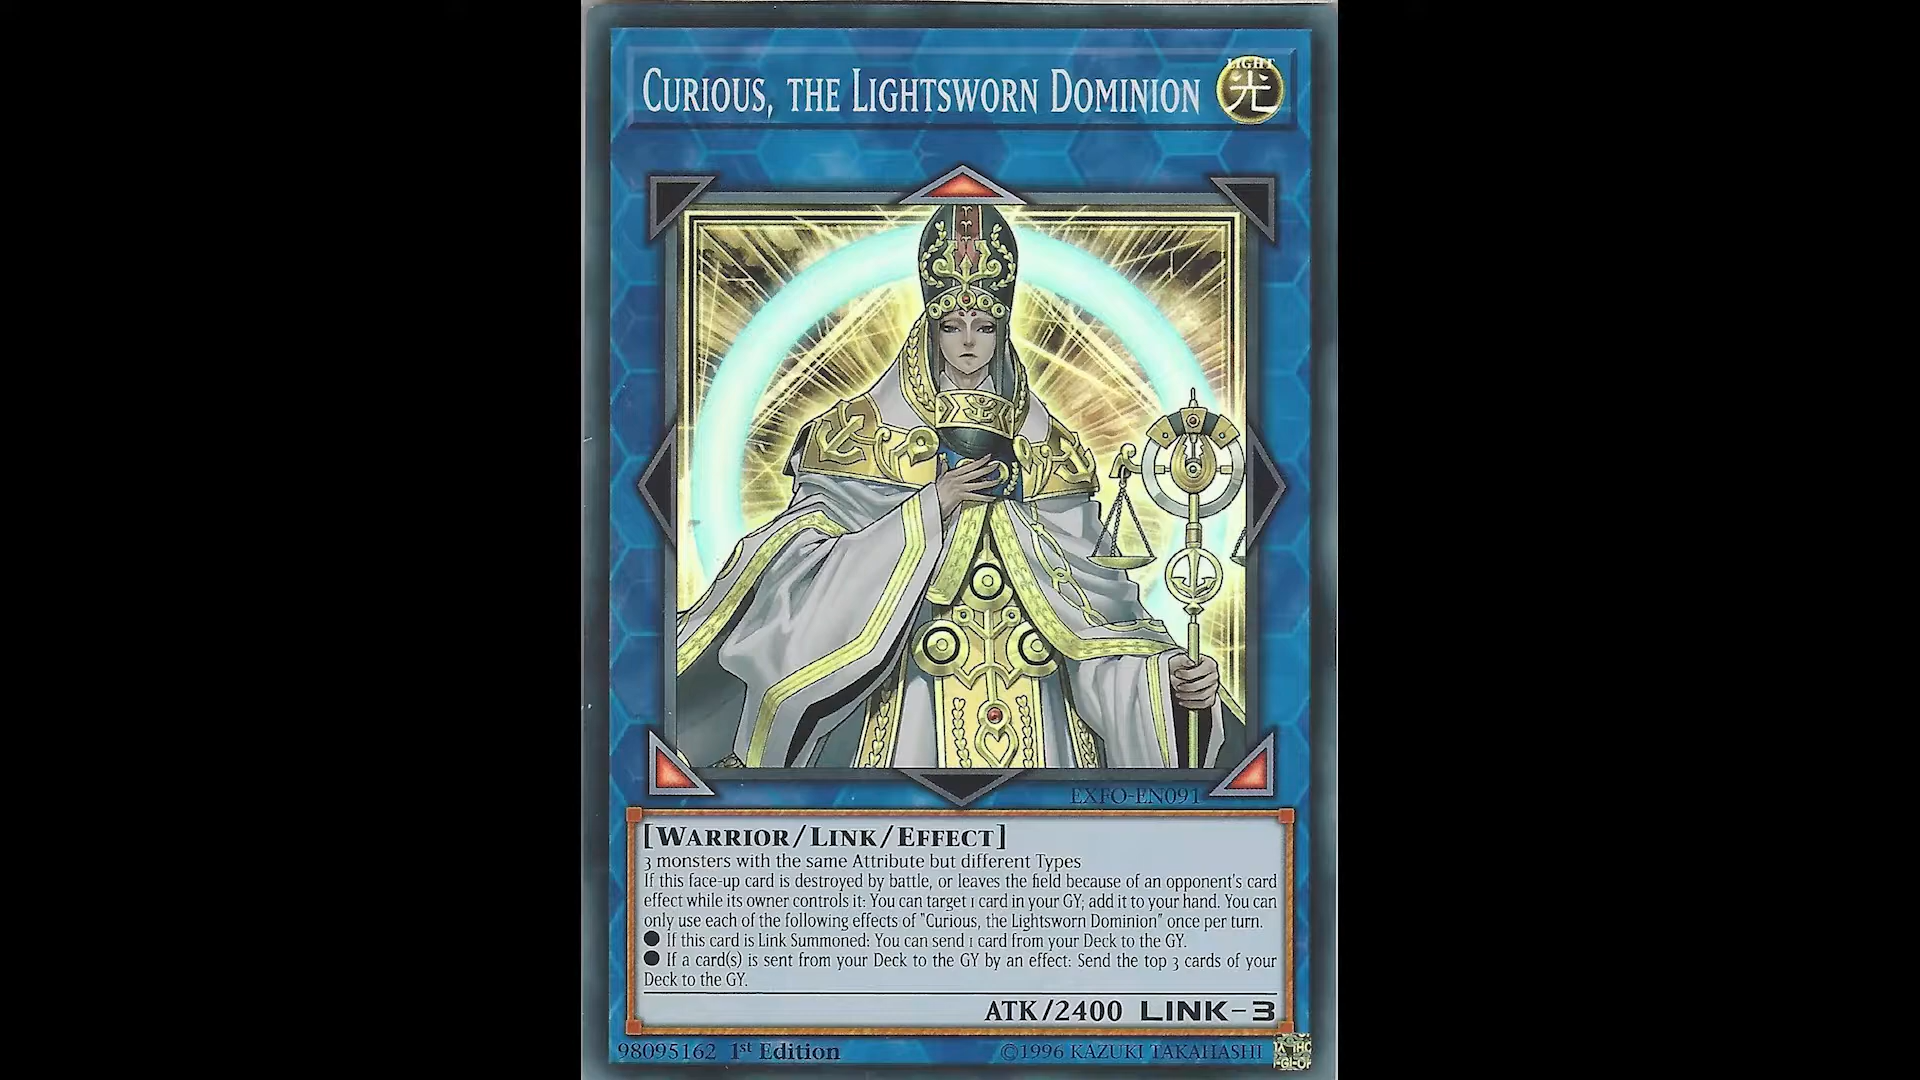 CURIOUS, THE LIGHTSWORN DOMINION
LIGHT
光
EXFO-EN091
[WARRIOR/LINK/EFFECT]
3 monsters with the same Attribute but different Types
If this face-up card is destroyed by battle, or leaves the field because of an opponent's card
effect while its owner controls it: You can target 1 card in your GY; add it to your hand. You can
only use each of the following effects of "Curious, the Lightsworn Dominion" once per turn.
● If this card is Link Summoned: You can send 1 card from your Deck to the GY.
● If a card(s) is sent from your Deck to the GY by an effect: Send the top 3 cards of your
Deck to the GY.
ATK/2400 LINK-3
98095162 1st Edition
©1996 KAZUKI TAKAHASHI